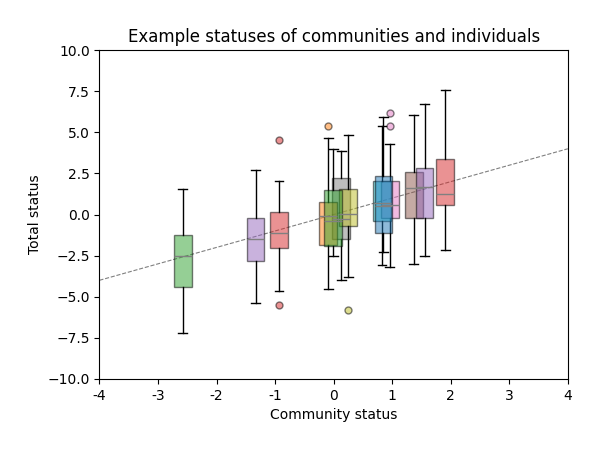 Example statuses of communities and individuals
10.0
7.5
5.0
2.5
0.0
−2.5
−5.0
−7.5
−10.0
Total status
-4 -3 -2 -1 0 1 2 3 4
Community status